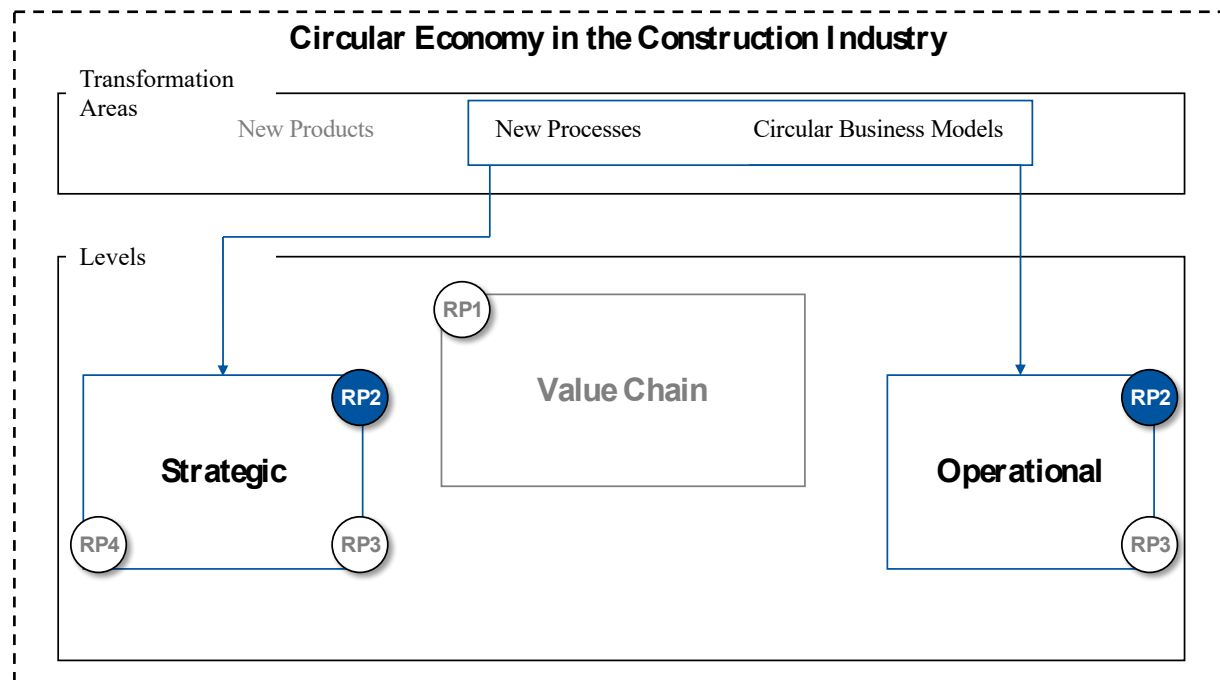 Circular Economy in the Construction Industry
Transformation
Areas
New Products
New Processes
Circular Business Models
Levels
RP1
Value Chain
RP2
Strategic
RP4
RP3
RP2
Operational
RP3